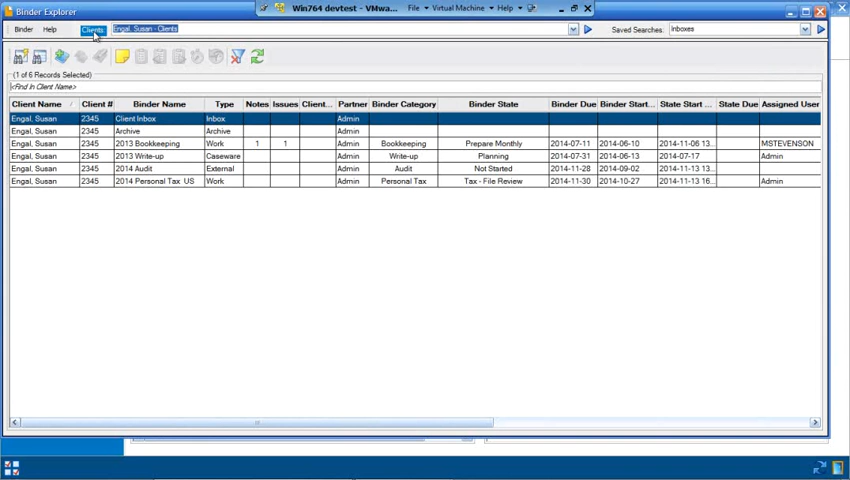 Binder Explorer
Win764 devtest - VMwa...
File
Virtual Machine
Help
Binder
Help
Clients:
Engal, Susan - Clients
Saved Searches:
Inboxes
(1 of 6 Records Selected)
<Find In Client Name>
Client Name Client # Binder Name Type Notes Issues Client... Partner Binder Category Binder State Binder Due Binder Start... State Start ... State Due Assigned User
Engal, Susan 2345 Client Inbox Inbox Admin
Engal, Susan 2345 Archive Archive Admin
Engal, Susan 2345 2013 Bookkeeping Work 1 1 Admin Bookkeeping Prepare Monthly 2014-07-11 2014-06-10 2014-11-06 13... MSTEVENSON
Engal, Susan 2345 2013 Write-up Caseware Admin Write-up Planning 2014-07-31 2014-06-13 2014-07-17 Admin
Engal, Susan 2345 2014 Audit External Admin Audit Not Started 2014-11-28 2014-09-02 2014-11-13 13...
Engal, Susan 2345 2014 Personal Tax US Work Admin Personal Tax Tax - File Review 2014-11-30 2014-10-27 2014-11-13 16... Admin